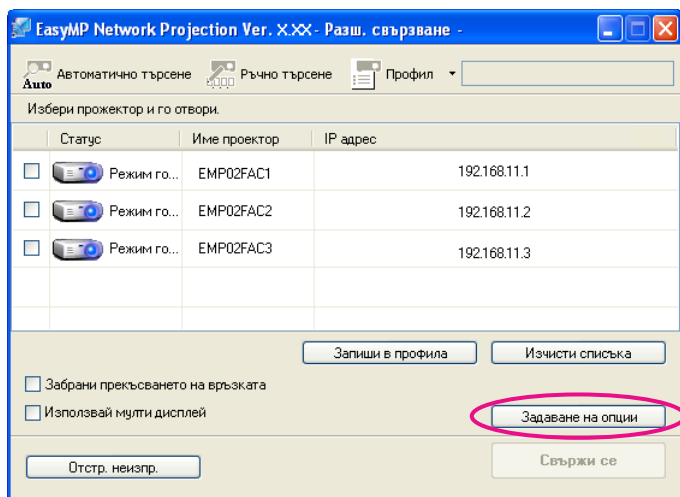 EasyMP Network Projection Ver. X.XX - Разш. свързване -
Auto Автоматично търсене Ръчно търсене Профил
Избери прожектор и го отвори.
Статус Име проектор IP адрес
Режим го... EMP02FAC1 192.168.11.1
Режим го... EMP02FAC2 192.168.11.2
Режим го... EMP02FAC3 192.168.11.3
Запиши в профила Изчисти списъка
Забрани прекъсването на връзката
Използвай мулти дисплей Задаване на опции
Отстр. неизпр. Свържи се